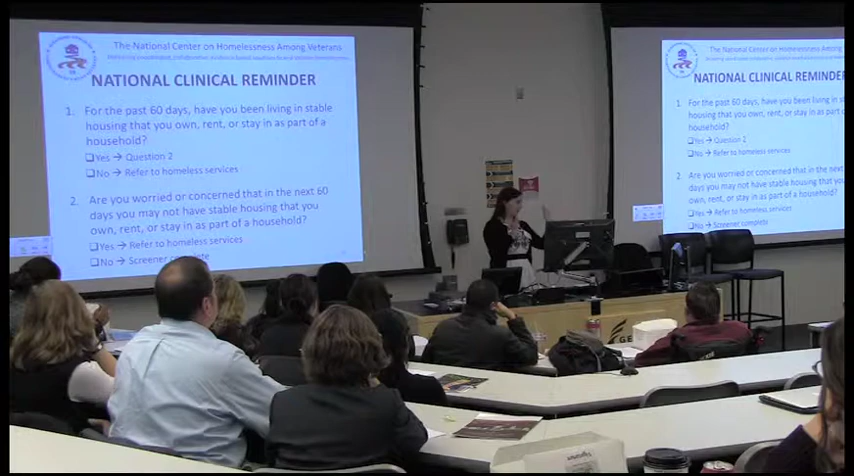 The National Center on Homelessness Among Veterans
NATIONAL CLINICAL REMINDER
1. For the past 60 days, have you been living in stable
housing that you own, rent, or stay in as part of a
household?
❑Yes → Question 2
❑No → Refer to homeless services
2. Are you worried or concerned that in the next 60
days you may not have stable housing that you
own, rent, or stay in as part of a household?
❑Yes → Refer to homeless services
❑No → Screener complete
The National Center on Homelessness Among
NATIONAL CLINICAL REMINDE
1. For the past 60 days, have you been living in
housing that you own, rent, or stay in as part
household?
❑Yes → Question 2
❑No → Refer to homeless services
2. Are you worried or concerned that in the next
days you may not have stable housing that
own, rent, or stay in as part of a household?
❑Yes → Refer to homeless services
❑No → Screener complete